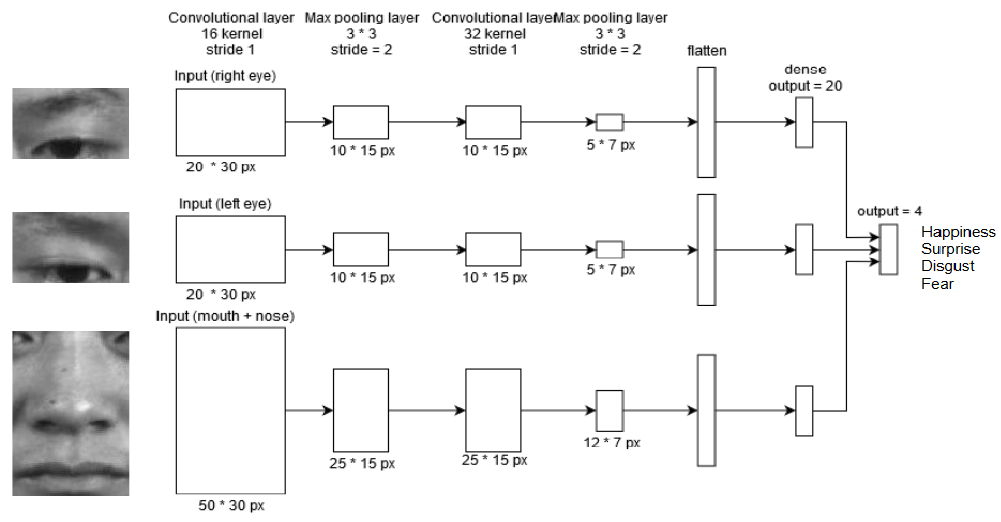 Convolutional layer
16 kernel
stride 1
Max pooling layer
3 * 3
stride = 2
Convolutional layer
32 kernel
stride 1
Max pooling layer
3 * 3
stride = 2
flatten
dense
output = 20
Input (right eye)
20 * 30 px
10 * 15 px
10 * 15 px
5 * 7 px
Input (left eye)
20 * 30 px
10 * 15 px
10 * 15 px
5 * 7 px
output = 4
Happiness
Surprise
Disgust
Fear
Input (mouth + nose)
50 * 30 px
25 * 15 px
25 * 15 px
12 * 7 px